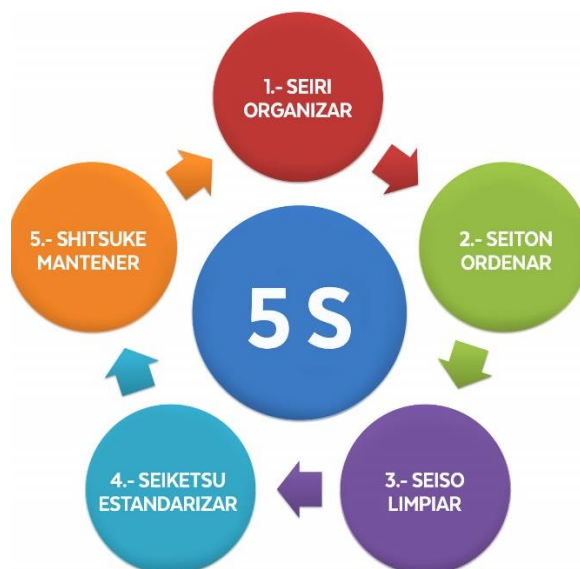 1.- SEIRI
ORGANIZAR
2.- SEITON
ORDENAR
3.- SEISO
LIMPIAR
4.- SEIKETSU
ESTANDARIZAR
5.- SHITSUKE
MANTENER
5 S